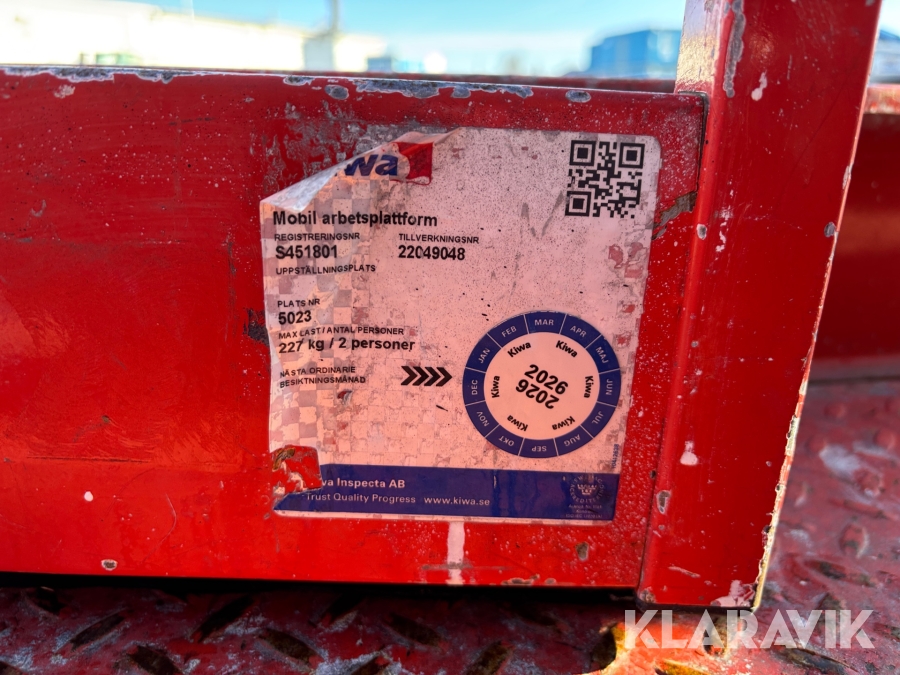 wa
Mobil arbetsplattform
REGISTRERINGSNR TILLVERKNINGSNR
S451801 22049048
UPPSTÄLLNINGSPLATS
PLATS NR
5023
MAX LAST / ANTAL PERSONER
227 kg / 2 personer
NÄSTA ORDINARIE
BESIKTNINGSMÅNAD
JAN FEB MAR APR MAJ JUN JUL AUG SEP OKT NOV DEC
Kiwa Kiwa Kiwa Kiwa Kiwa Kiwa
2026
2026
wa Inspecta AB
Trust Quality Progress www.kiwa.se
KLARAVIK